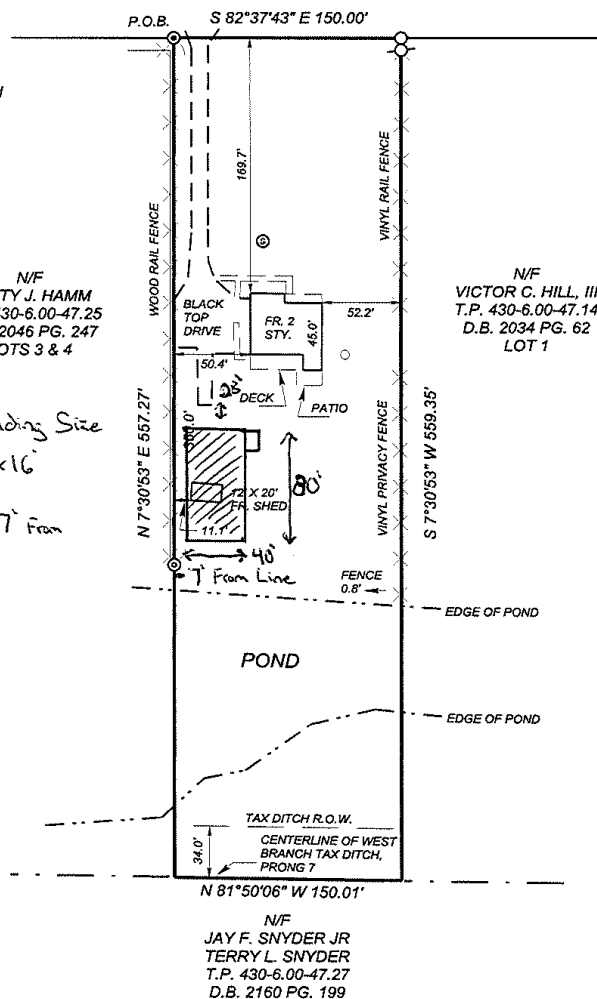 P.O.B.
S 82°37'43" E 150.00'
169.7'
WOOD RAIL FENCE
VINYL RAIL FENCE
N/F
TY J. HAMM
30-6.00-47.25
2046 PG. 247
OTS 3 & 4
N/F
VICTOR C. HILL, III
T.P. 430-6.00-47.14
D.B. 2034 PG. 62
LOT 1
BLACK
TOP
DRIVE
FR. 2
STY.
45.0'
52.2'
50.4'
DECK
PATIO
28'
N 7°30'53" E 557.27'
VINYL PRIVACY FENCE
S 7°30'53" W 559.35'
ding Size
x16'
7' From
12' X 20'
FR. SHED
80'
11.1'
40'
7' From Line
FENCE
0.8'
EDGE OF POND
POND
EDGE OF POND
TAX DITCH R.O.W.
34.0'
CENTERLINE OF WEST
BRANCH TAX DITCH,
PRONG 7
N 81°50'06" W 150.01'
N/F
JAY F. SNYDER JR
TERRY L. SNYDER
T.P. 430-6.00-47.27
D.B. 2160 PG. 199